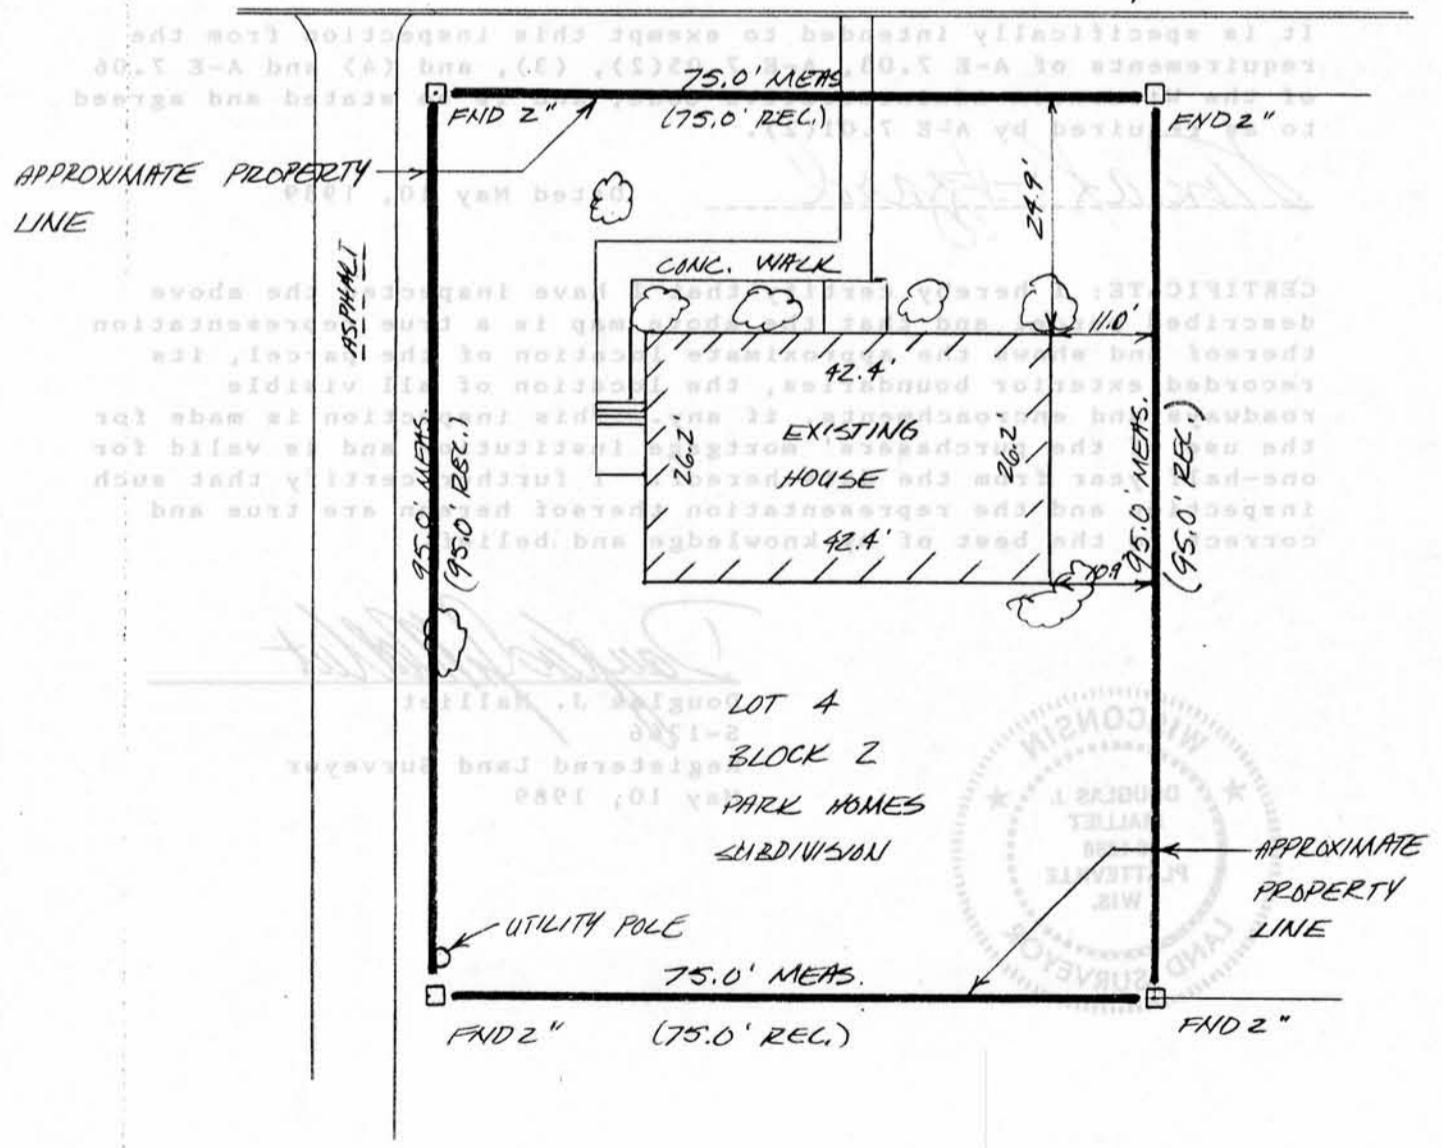 75.0' MEAS
(75.0' REC.)
FND 2"
FND 2"
APPROXIMATE PROPERTY
LINE
ASPHALT
24.9'
CONC. WALK
11.0'
42.4'
26.2'
EXISTING
HOUSE
26.2'
42.4'
10.9'
95.0' MEAS.
(95.0' REC.)
95.0' MEAS.
(95.0' REC.)
LOT 4
BLOCK 2
PARK HOMES
SUBDIVISION
APPROXIMATE
PROPERTY
LINE
UTILITY POLE
75.0' MEAS.
(75.0' REC.)
FND 2"
FND 2"
It is specifically intended to exempt this inspection from the
requirements of A-E 7.03, A-E 7.05(2), (3), and (4) and A-E 7.06
of the and is stated and agreed
to as required by A-E 7.01(2).
Dated May 10, 1989
CERTIFICATE: I hereby certify that I have inspected the above
described and that the above map is a true representation
thereof and shows the approximate location of the parcel, its
recorded exterior boundaries, the location of all visible
roadways and encroachments, if any. This inspection is made for
the use of the purchasers' mortgage institution and is valid for
one-half year from the date hereof. I further certify that such
inspection and the representation thereof hereon are true and
correct to the best of my knowledge and belief.
Douglas J. Malliet
Registered Land Surveyor
May 10, 1989
WISCONSIN
DOUGLAS J.
MALLIET
PLATTEVILLE
WIS.
LAND SURVEYOR